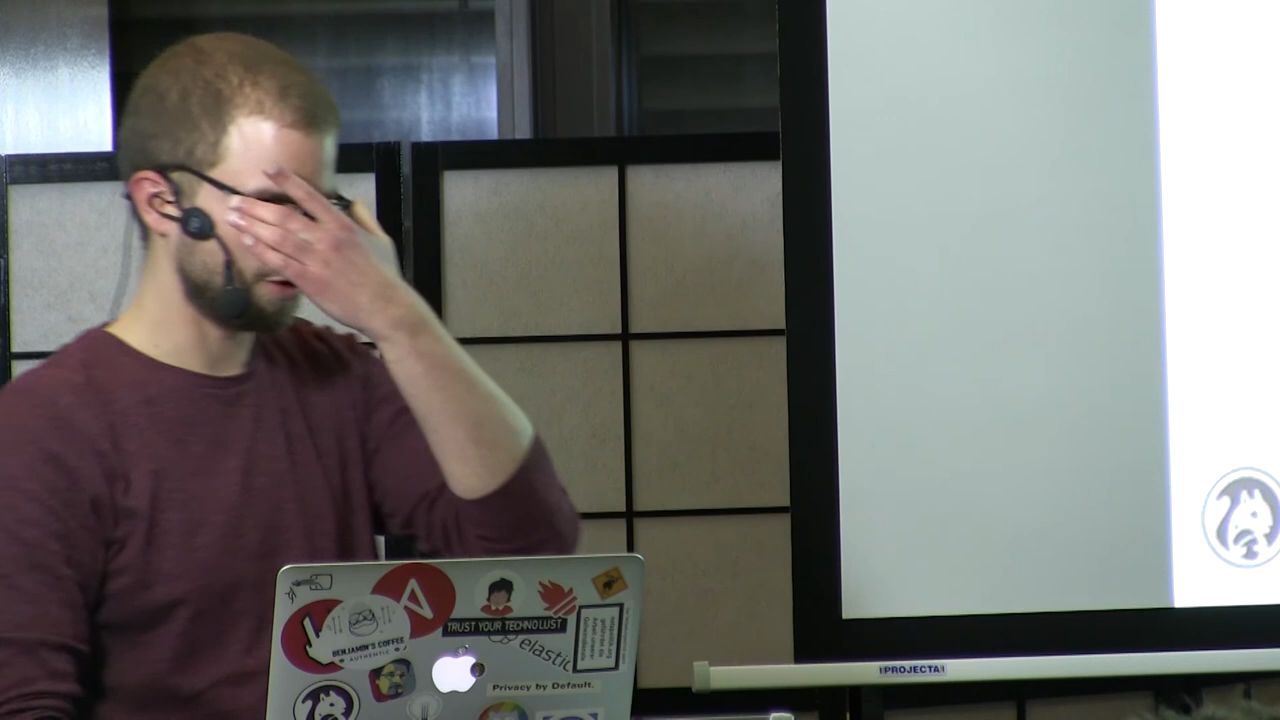 BENJAMIN'S COFFEE
AUTHENTIC
A
TRUST YOUR TECHNOLUST
elastic
Privacy by Default.
PROJECTA